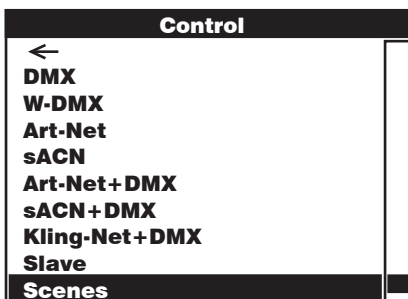 Control
←
DMX
W-DMX
Art-Net
sACN
Art-Net+DMX
sACN+DMX
Kling-Net+DMX
Slave
Scenes